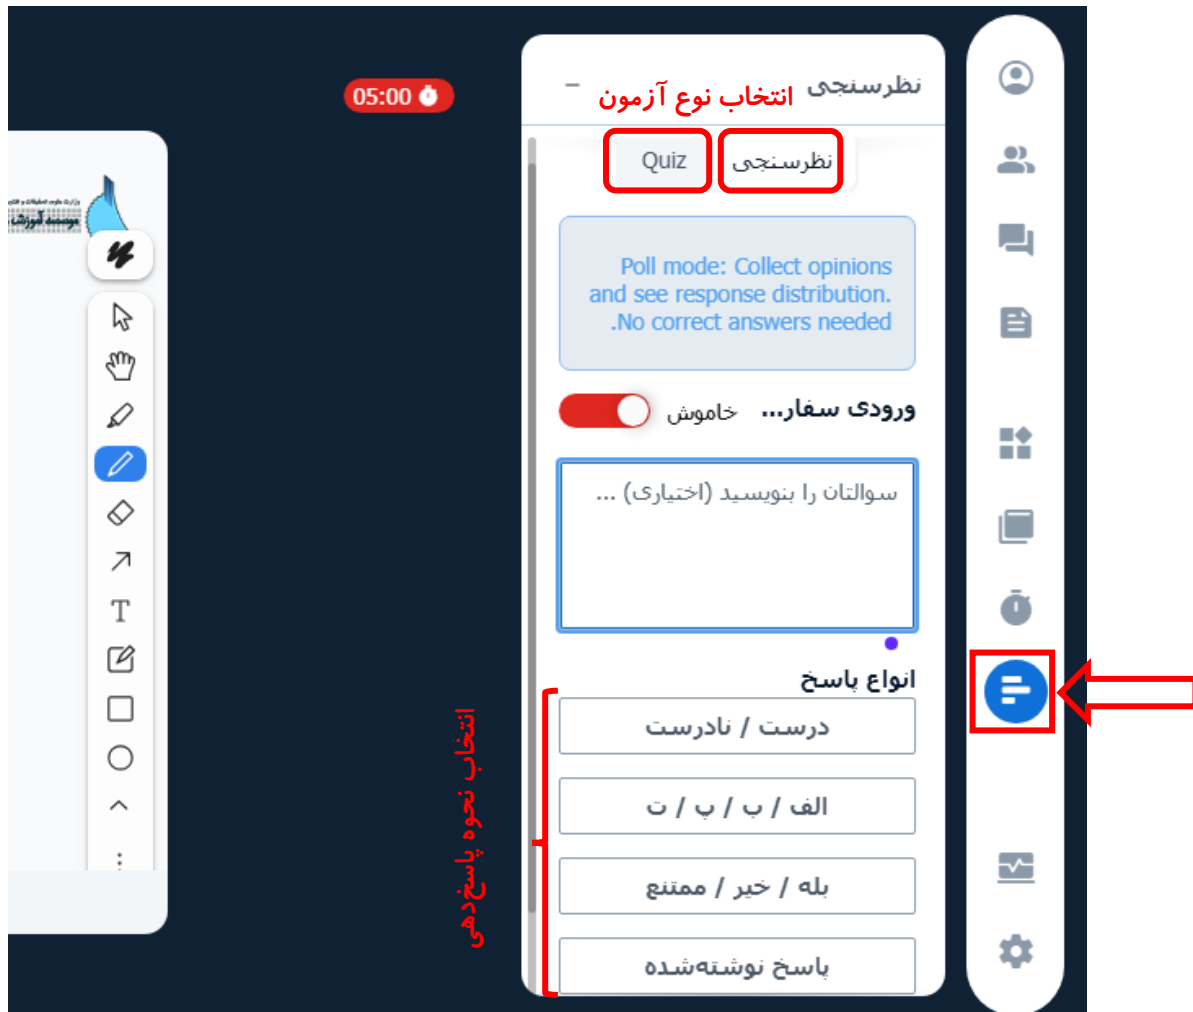 نظرسنجی
انتخاب نوع آزمون
05:00
نظرسنجی
Quiz
Poll mode: Collect opinions
and see response distribution.
.No correct answers needed
ورودی سفار...
خاموش
سوالتان را بنویسید (اختیاری) ...
انواع پاسخ
درست / نادرست
الف / ب / پ / ت
بله / خیر / ممتنع
پاسخ نوشته‌شده
انتخاب نحوه پاسخ‌دهی
موسسه آموزش
T